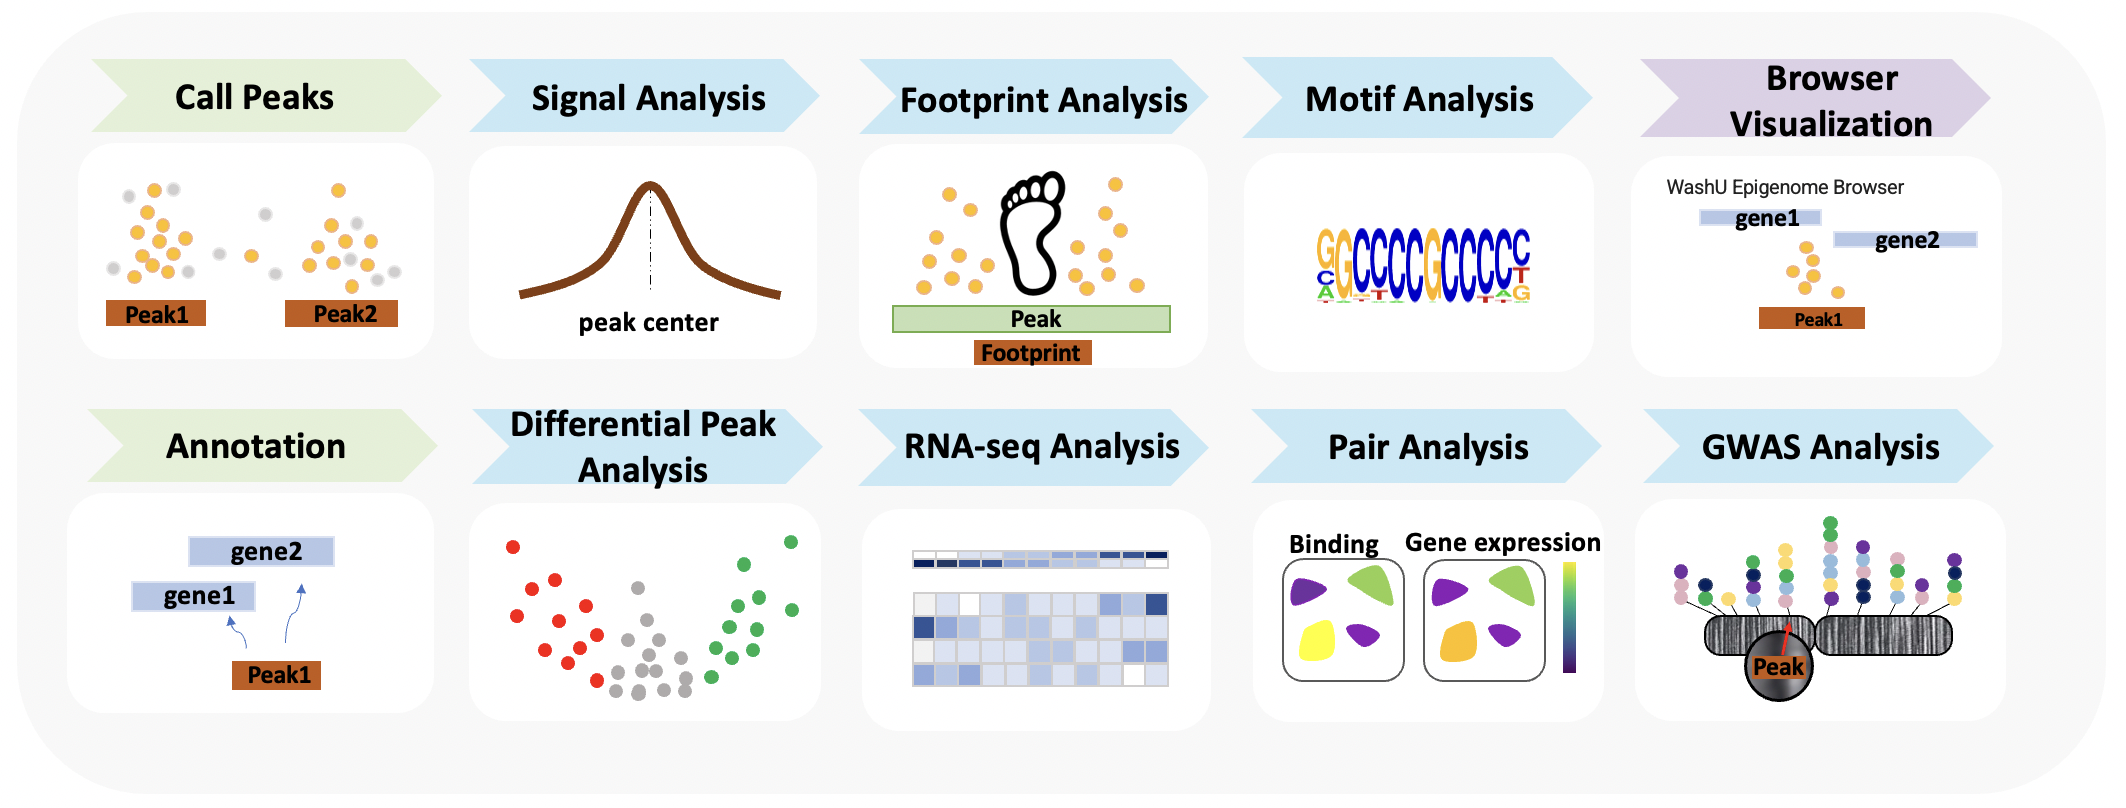 Call Peaks
Signal Analysis
Footprint Analysis
Motif Analysis
Browser
Visualization
Peak1
Peak2
peak center
Peak
Footprint
GGCCCCGCCCCC
C
A
T
G
WashU Epigenome Browser
gene1
gene2
Peak1
Annotation
Differential Peak
Analysis
RNA-seq Analysis
Pair Analysis
GWAS Analysis
gene2
gene1
Peak1
Binding
Gene expression
Peak